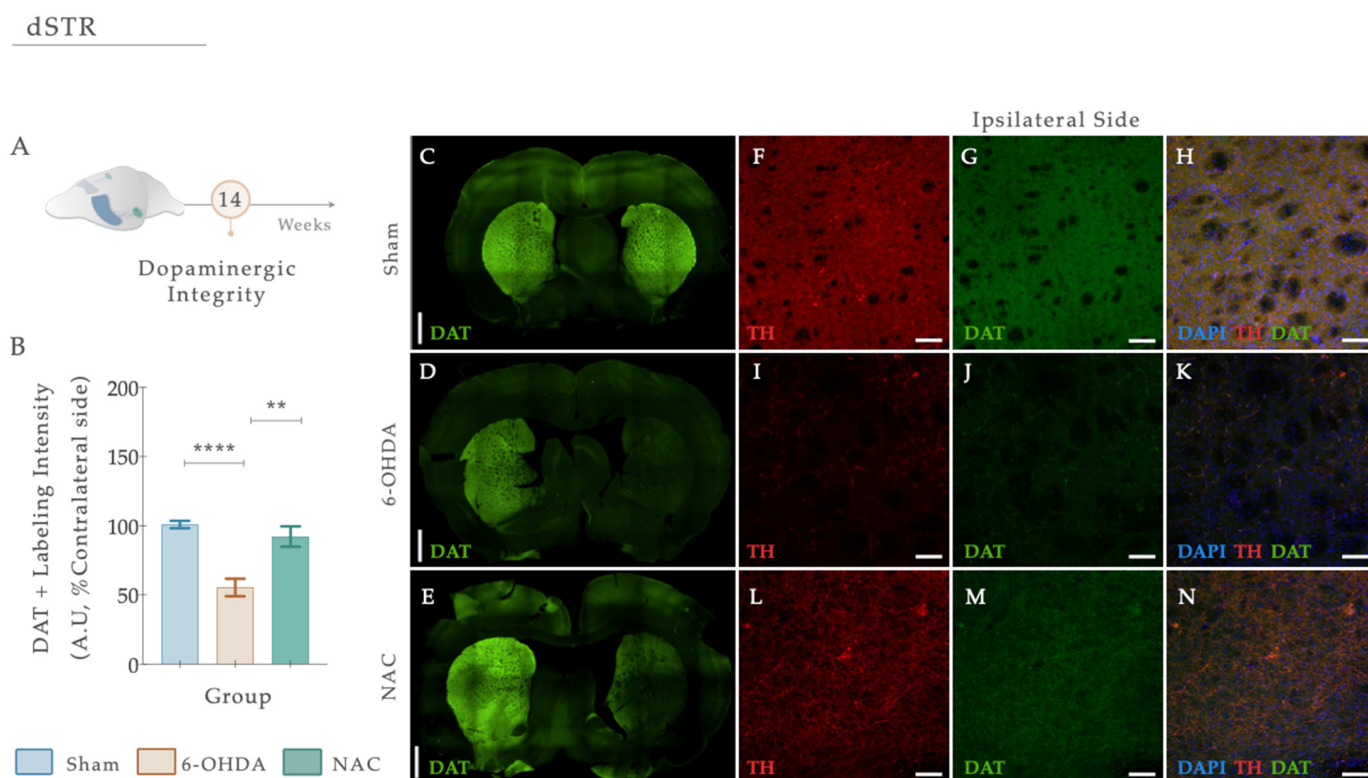 dSTR
A
14
Weeks
Dopaminergic
Integrity
B
DAT + Labeling Intensity
(A.U, %Contralateral side)
200
150
100
50
0
****
**
Group
Sham
6-OHDA
NAC
Ipsilateral Side
Sham
C
DAT
F
TH
G
DAT
H
DAPI TH DAT
6-OHDA
D
DAT
I
TH
J
DAT
K
DAPI TH DAT
NAC
E
DAT
L
TH
M
DAT
N
DAPI TH DAT